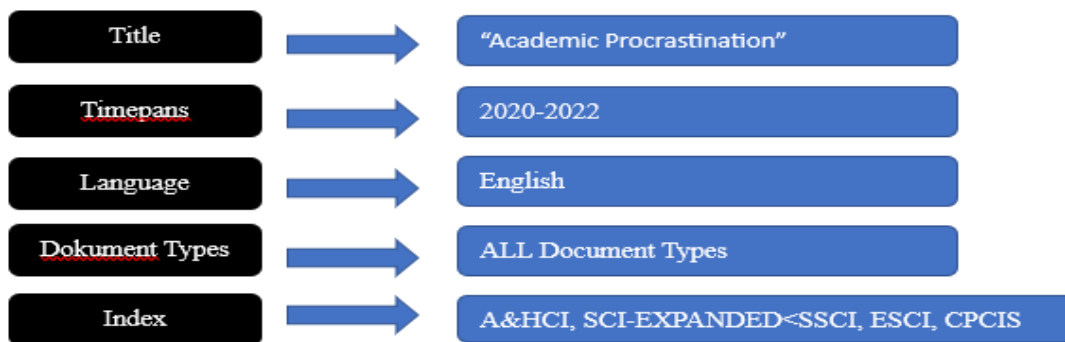 Title
“Academic Procrastination”
Timepans
2020-2022
Language
English
Dokument Types
ALL Document Types
Index
A&HCI, SCI-EXPANDED<SSCI, ESCI, CPCIS